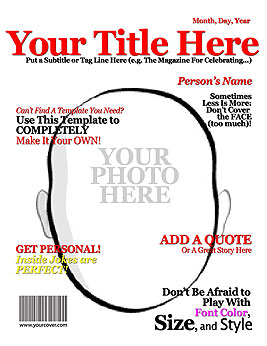 Month, Day, Year
Your Title Here
Put a Subtitle or Tag Line Here (e.g. The Magazine For Celebrating...)
Person's Name
Sometimes
Less Is More:
Don't Cover
the FACE
(too much)!
Can't Find A Template You Need?
Use This Template to
COMPLETELY
Make It Your OWN!
YOUR
PHOTO
HERE
GET PERSONAL!
Inside Jokes are
PERFECT!
ADD A QUOTE
Or A Great Story Here
Don't Be Afraid to
Play With
Font Color,
Size, and Style
www.yourcover.com